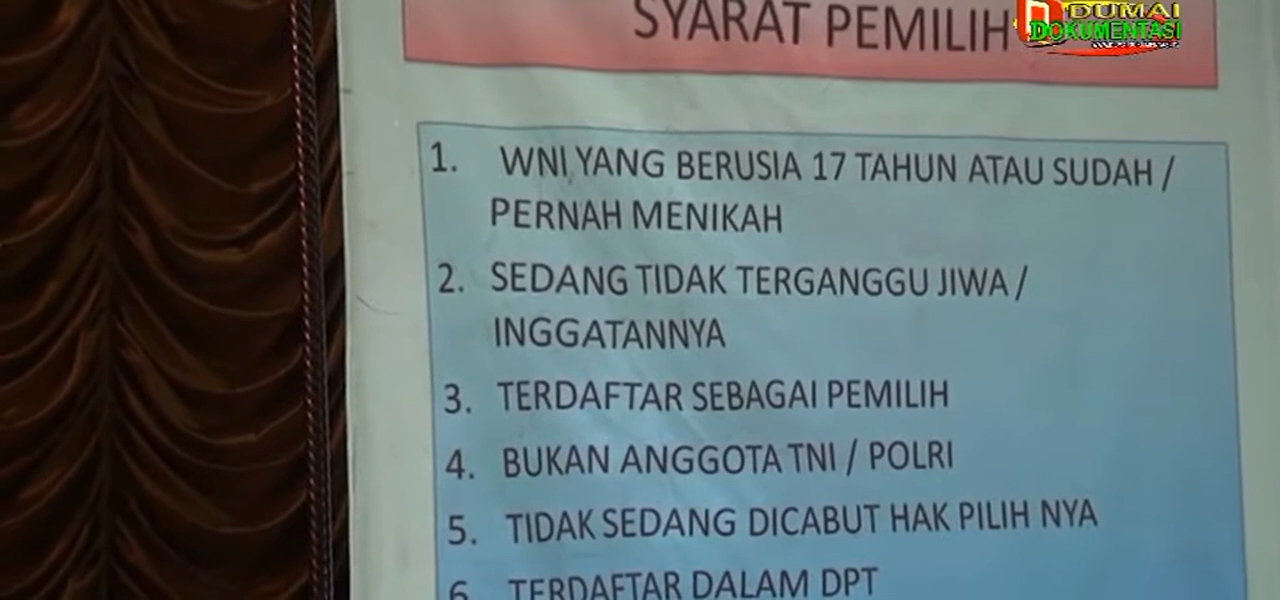 SYARAT PEMILIH
DUMAI
DOKUMENTASI
1. WNI YANG BERUSIA 17 TAHUN ATAU SUDAH /
PERNAH MENIKAH
2. SEDANG TIDAK TERGANGGU JIWA /
INGGATANNYA
3. TERDAFTAR SEBAGAI PEMILIH
4. BUKAN ANGGOTA TNI / POLRI
5. TIDAK SEDANG DICABUT HAK PILIH NYA
6. TERDAFTAR DALAM DPT